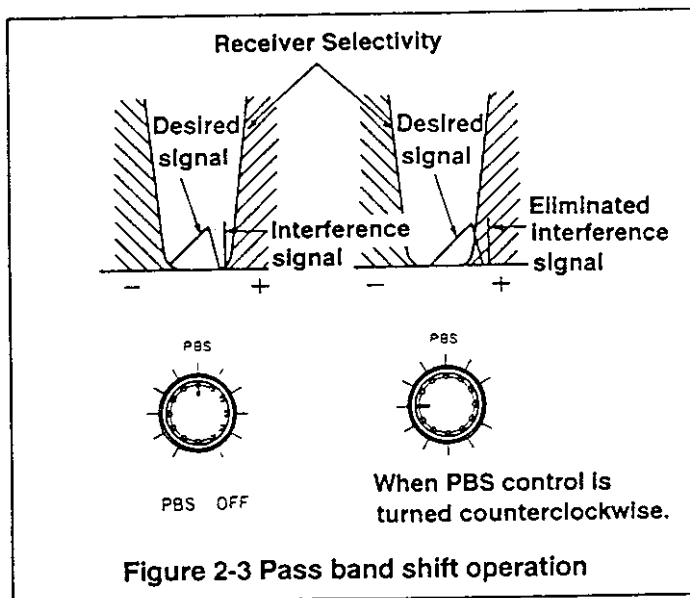 Receiver Selectivity
Desired
signal
Interference
signal
- +
Desired
signal
Eliminated
interference
signal
- +
PBS
PBS OFF
PBS
When PBS control is
turned counterclockwise.
Figure 2-3 Pass band shift operation